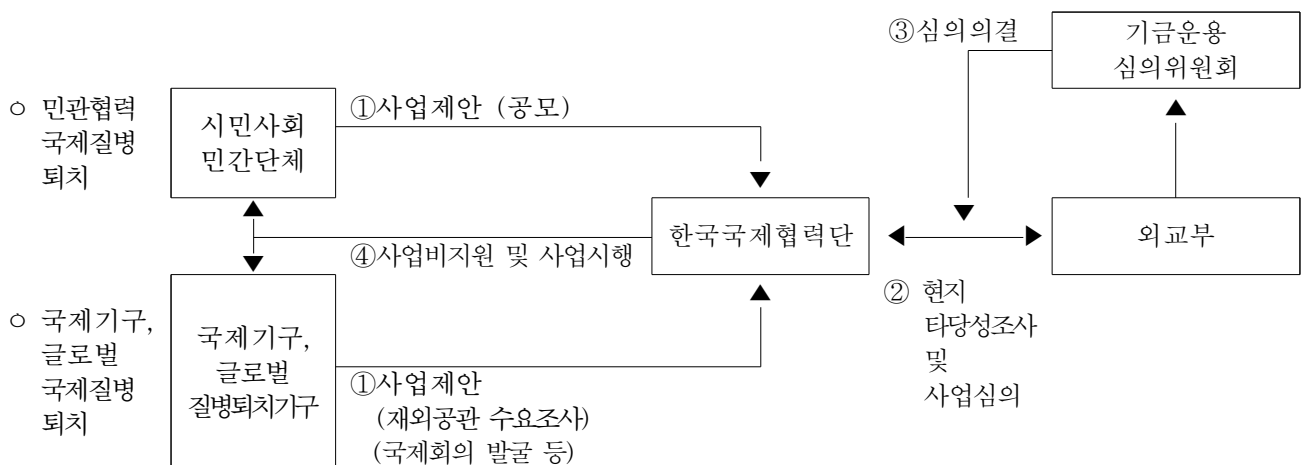 ③심의의결
기금운용
심의위원회
ㅇ 민관협력
국제질병
퇴치
시민사회
민간단체
①사업제안 (공모)
한국국제협력단
외교부
④사업비지원 및 사업시행
② 현지
타당성조사
및
사업심의
ㅇ 국제기구,
글로벌
국제질병
퇴치
국제기구,
글로벌
질병퇴치기구
①사업제안
(재외공관 수요조사)
(국제회의 발굴 등)